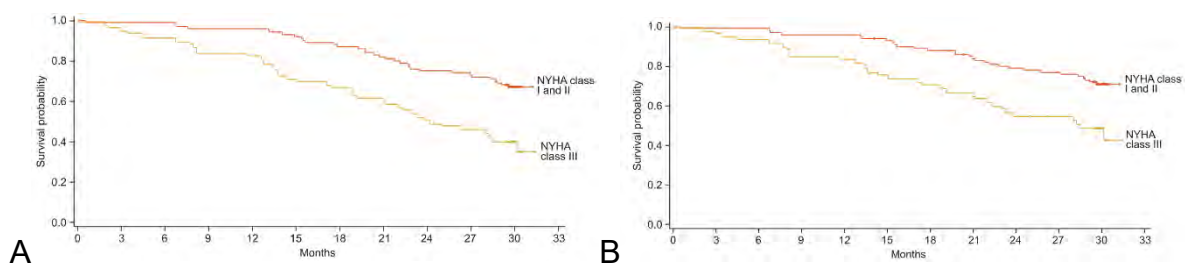 1.0
0.8
0.6
0.4
0.2
0.0
Survival probability
NYHA class
I and II
NYHA
class III
0 3 6 9 12 15 18 21 24 27 30 33
Months
A
1.0
0.8
0.6
0.4
0.2
0.0
Survival probability
NYHA class
I and II
NYHA
class III
0 3 6 9 12 15 18 21 24 27 30 33
Months
B